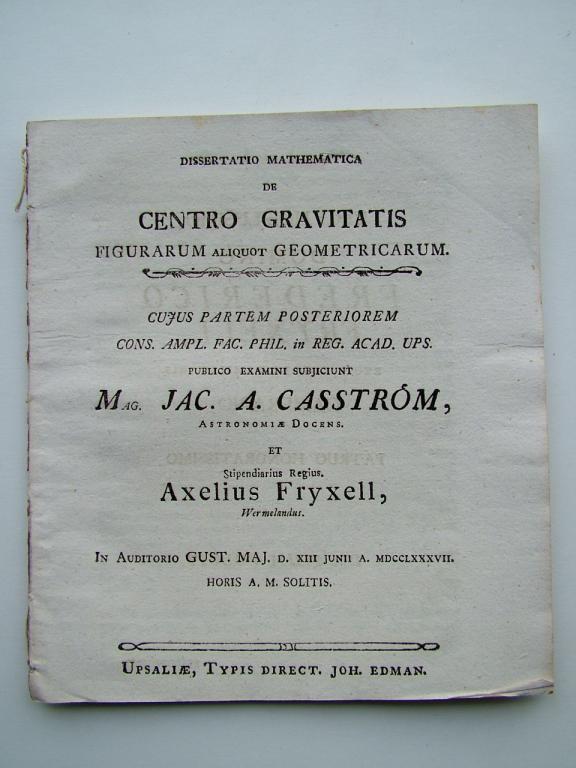 DISSERTATIO MATHEMATICA
DE
CENTRO GRAVITATIS
FIGURARUM ALIQUOT GEOMETRICARUM.
CUJUS PARTEM POSTERIOREM
CONS. AMPL. FAC. PHIL. in REG. ACAD. UPS.
PUBLICO EXAMINI SUBJICIUNT
MAG. JAC. A. CASSTRÓM,
ASTRONOMIÆ DOCENS.
ET
Stipendiarius Regius.
Axelius Fryxell,
Wermelandus.
IN AUDITORIO GUST. MAJ. D. XIII JUNII A. MDCCLXXXVII.
HORIS A. M. SOLITIS.
UPSALIÆ, TYPIS DIRECT. JOH. EDMAN.